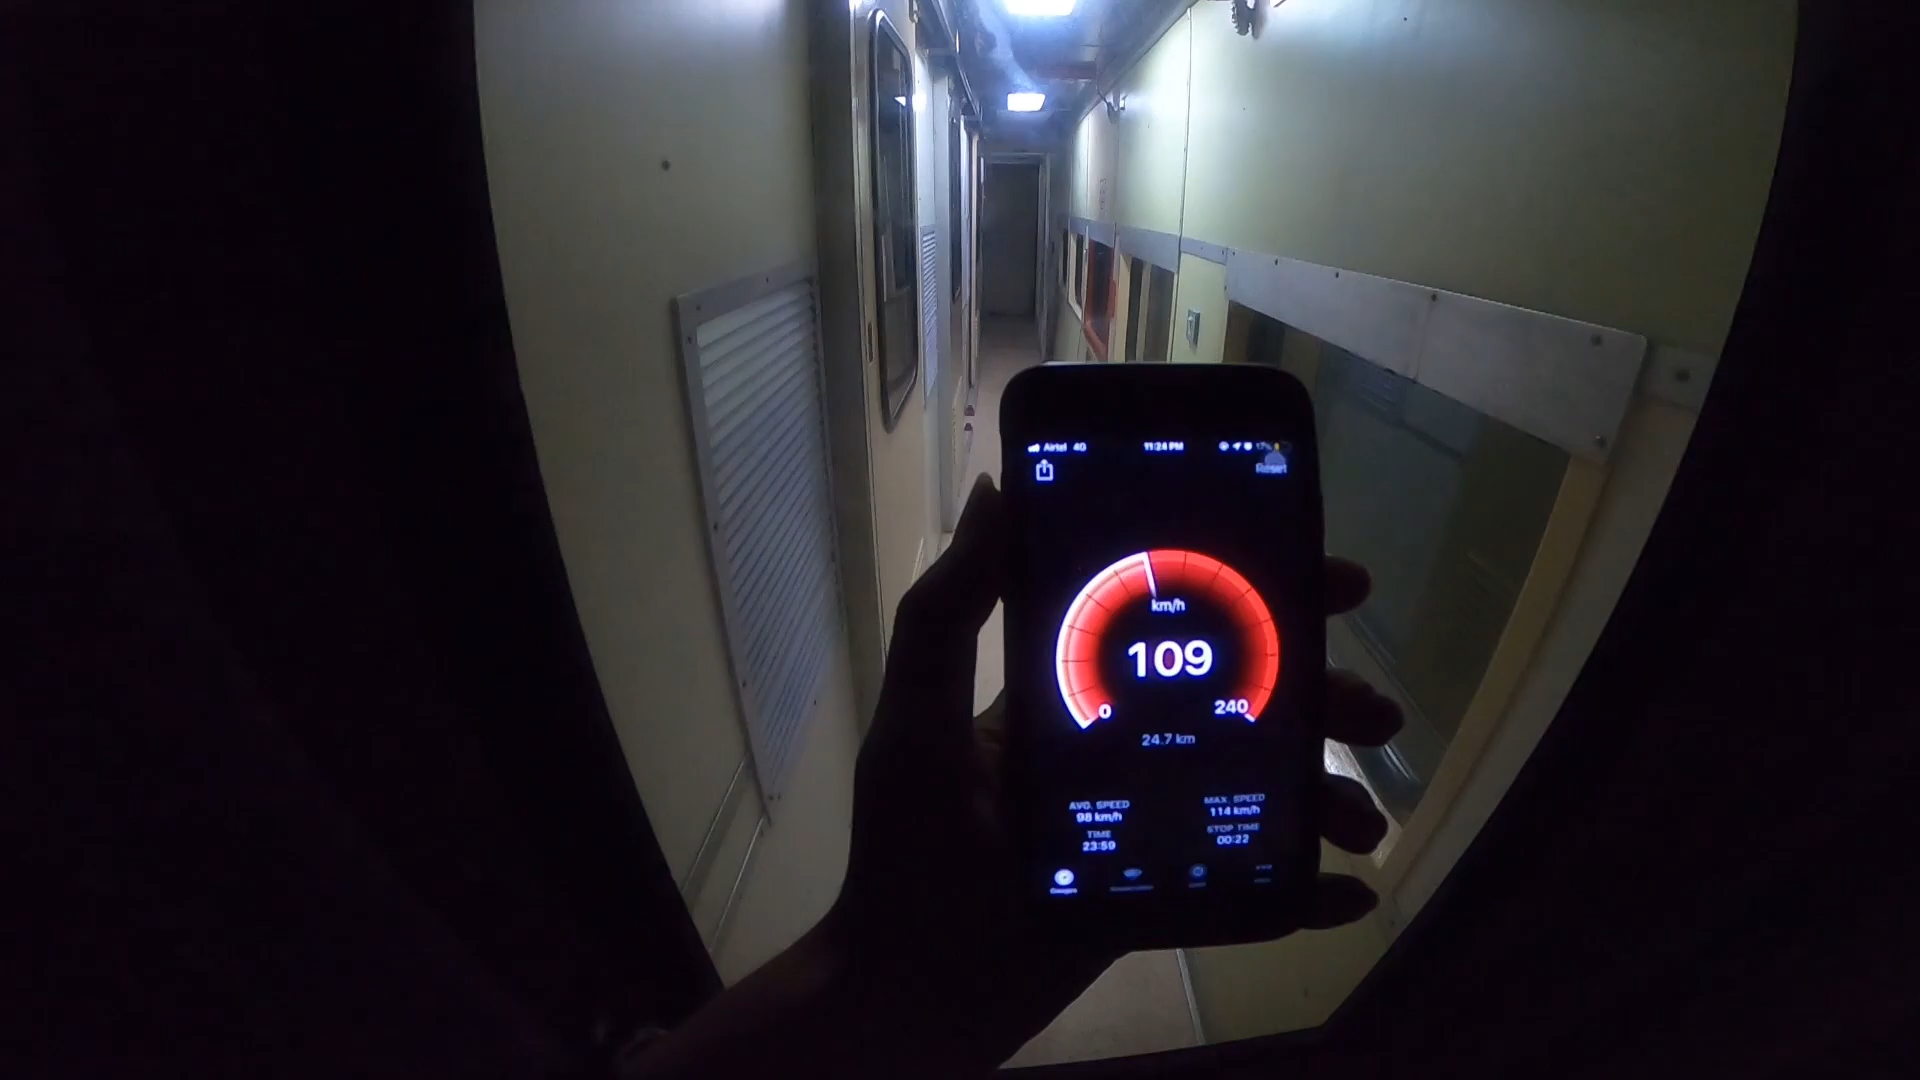 Airtel 4G 11:24 PM 17%
Reset
km/h
109
0 240
24.7 km
AVG. SPEED MAX. SPEED
98 km/h 114 km/h
TIME STOP TIME
23:59 00:22